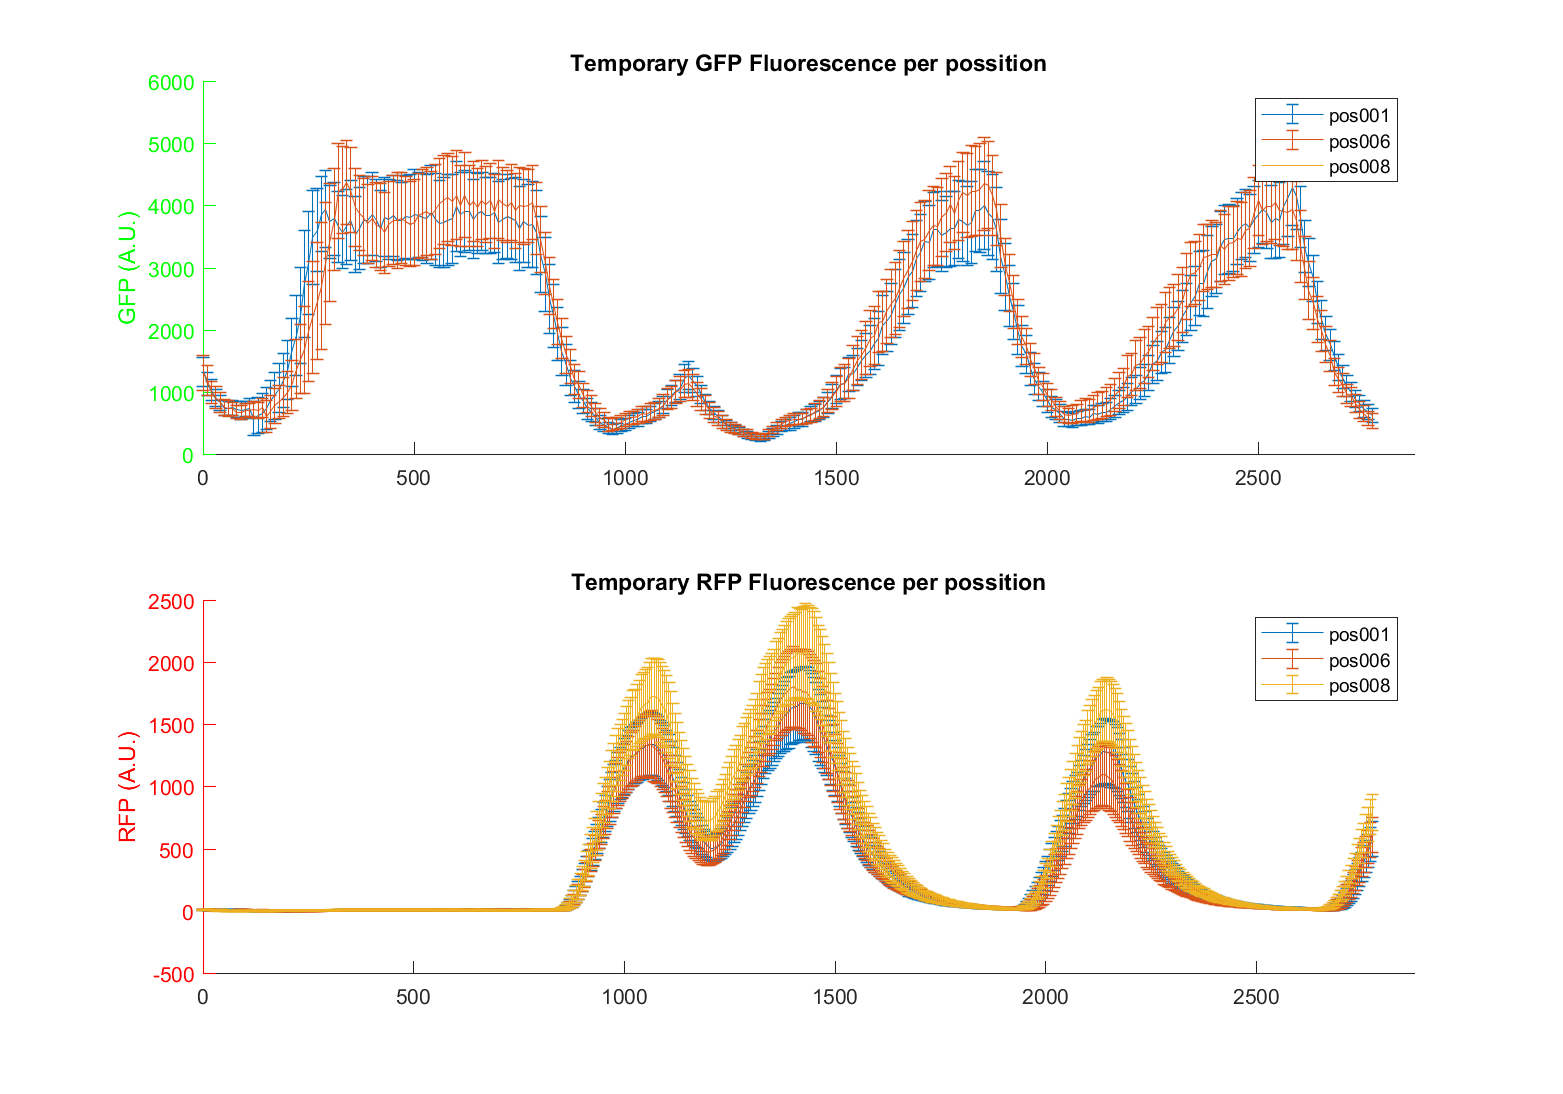 Temporary GFP Fluorescence per possition
6000
5000
4000
3000
2000
1000
0
GFP (A.U.)
0 500 1000 1500 2000 2500
pos001
pos006
pos008
Temporary RFP Fluorescence per possition
2500
2000
1500
1000
500
0
-500
RFP (A.U.)
0 500 1000 1500 2000 2500
pos001
pos006
pos008